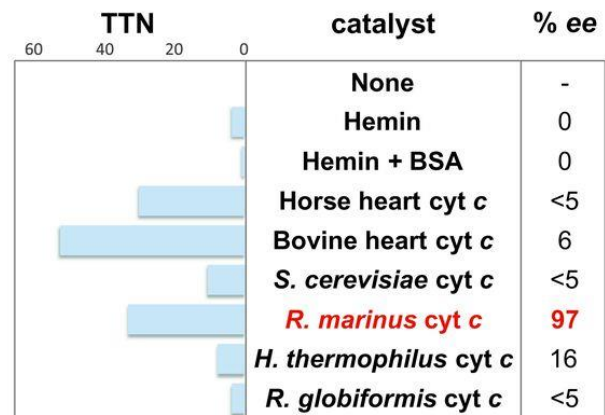 TTN catalyst % ee
60 40 20 0
None -
Hemin 0
Hemin + BSA 0
Horse heart cyt c <5
Bovine heart cyt c 6
S. cerevisiae cyt c <5
R. marinus cyt c 97
H. thermophilus cyt c 16
R. globiformis cyt c <5